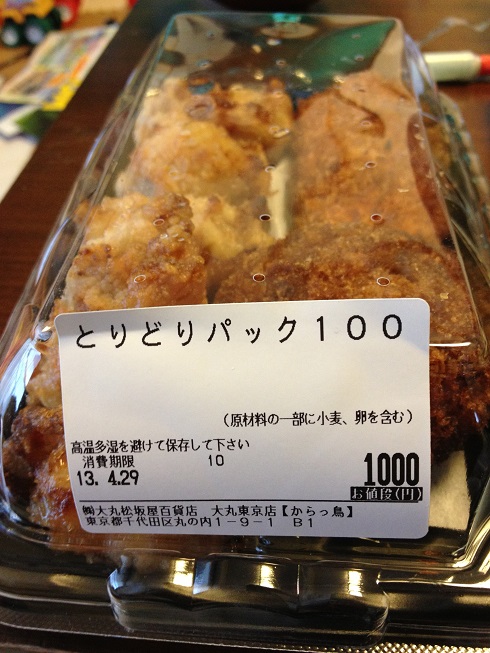 とりどりパック１００
(原材料の一部に小麦、卵を含む)
高温多湿を避けて保存して下さい
消費期限 10
13. 4.29
1000
お値段(円)
㈱大丸松坂屋百貨店 大丸東京店【からっ鳥】
東京都千代田区丸の内１－９－１ Ｂ１